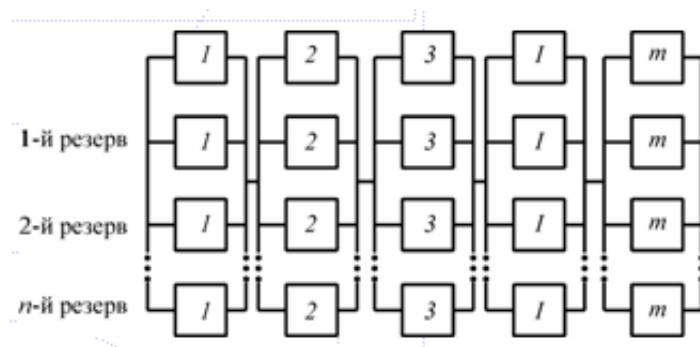 1 2 3 I m
1-й резерв 1 2 3 I m
2-й резерв 1 2 3 I m
n-й резерв 1 2 3 I m